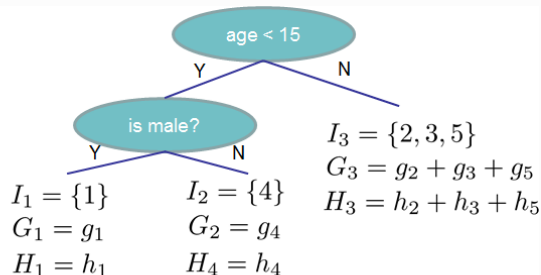 age < 15
Y
N
is male?
Y
N
I₁ = {1}
G₁ = g₁
H₁ = h₁
I₂ = {4}
G₂ = g₄
H₄ = h₄
I₃ = {2, 3, 5}
G₃ = g₂ + g₃ + g₅
H₃ = h₂ + h₃ + h₅